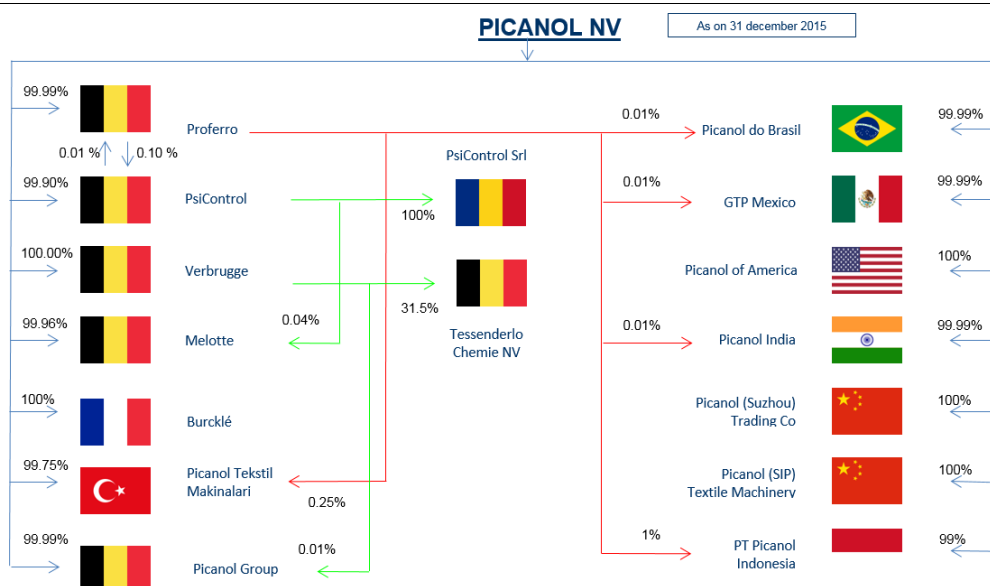 PICANOL NV
As on 31 december 2015
99.99%
Proferro
0.01 %
0.10 %
99.90%
PsiControl
100.00%
Verbrugge
99.96%
Melotte
0.04%
100%
Burcklé
99.75%
Picanol Tekstil
Makinalari
0.25%
99.99%
Picanol Group
0.01%
PsiControl Srl
100%
31.5%
Tessenderlo
Chemie NV
0.01%
Picanol do Brasil
99.99%
0.01%
GTP Mexico
99.99%
Picanol of America
100%
0.01%
Picanol India
99.99%
Picanol (Suzhou)
Trading Co
100%
Picanol (SIP)
Textile Machinery
100%
1%
PT Picanol
Indonesia
99%